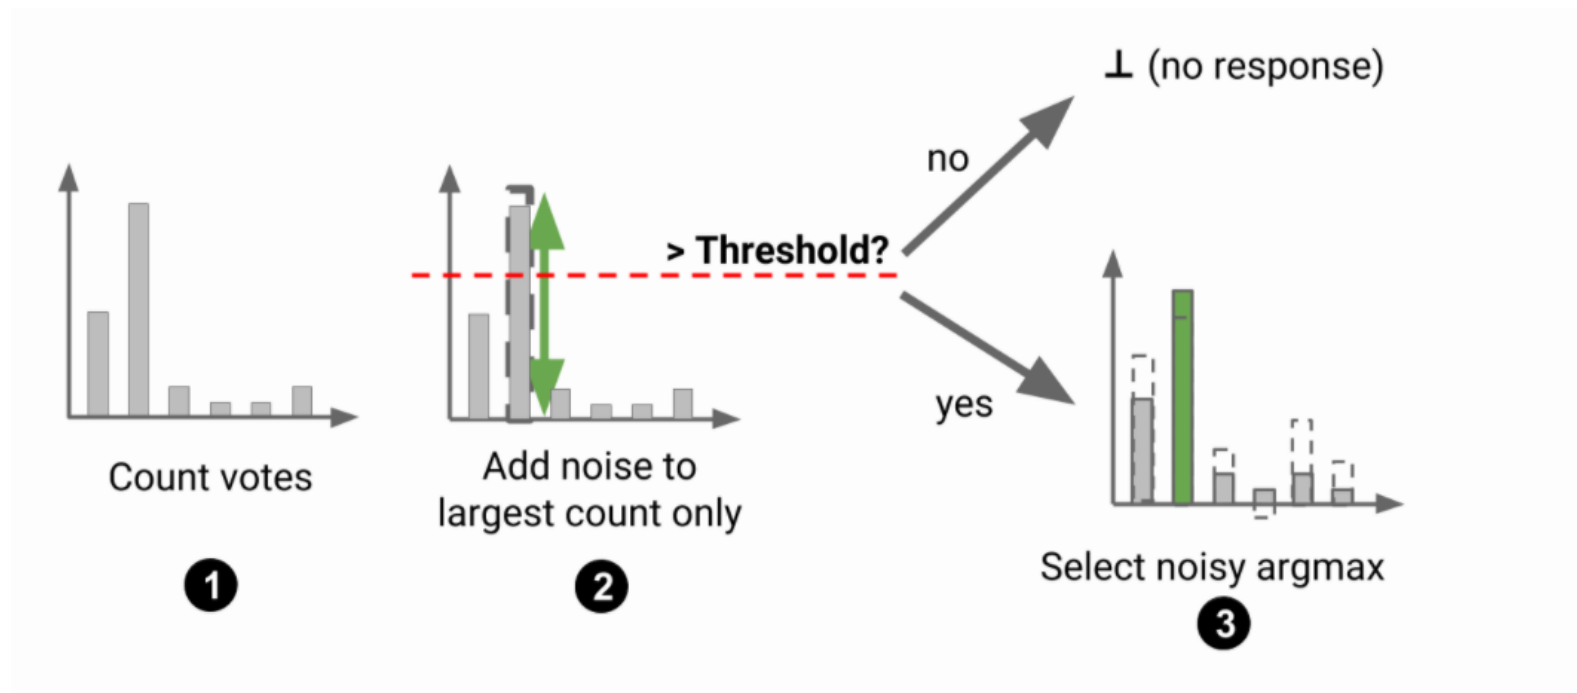 ⊥ (no response)
no
> Threshold?
yes
Count votes
1
Add noise to
largest count only
2
Select noisy argmax
3